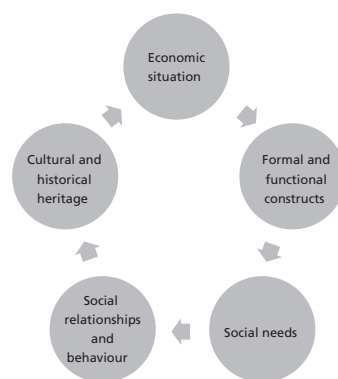 Economic
situation
Formal and
functional
constructs
Social needs
Social
relationships
and
behaviour
Cultural and
historical
heritage